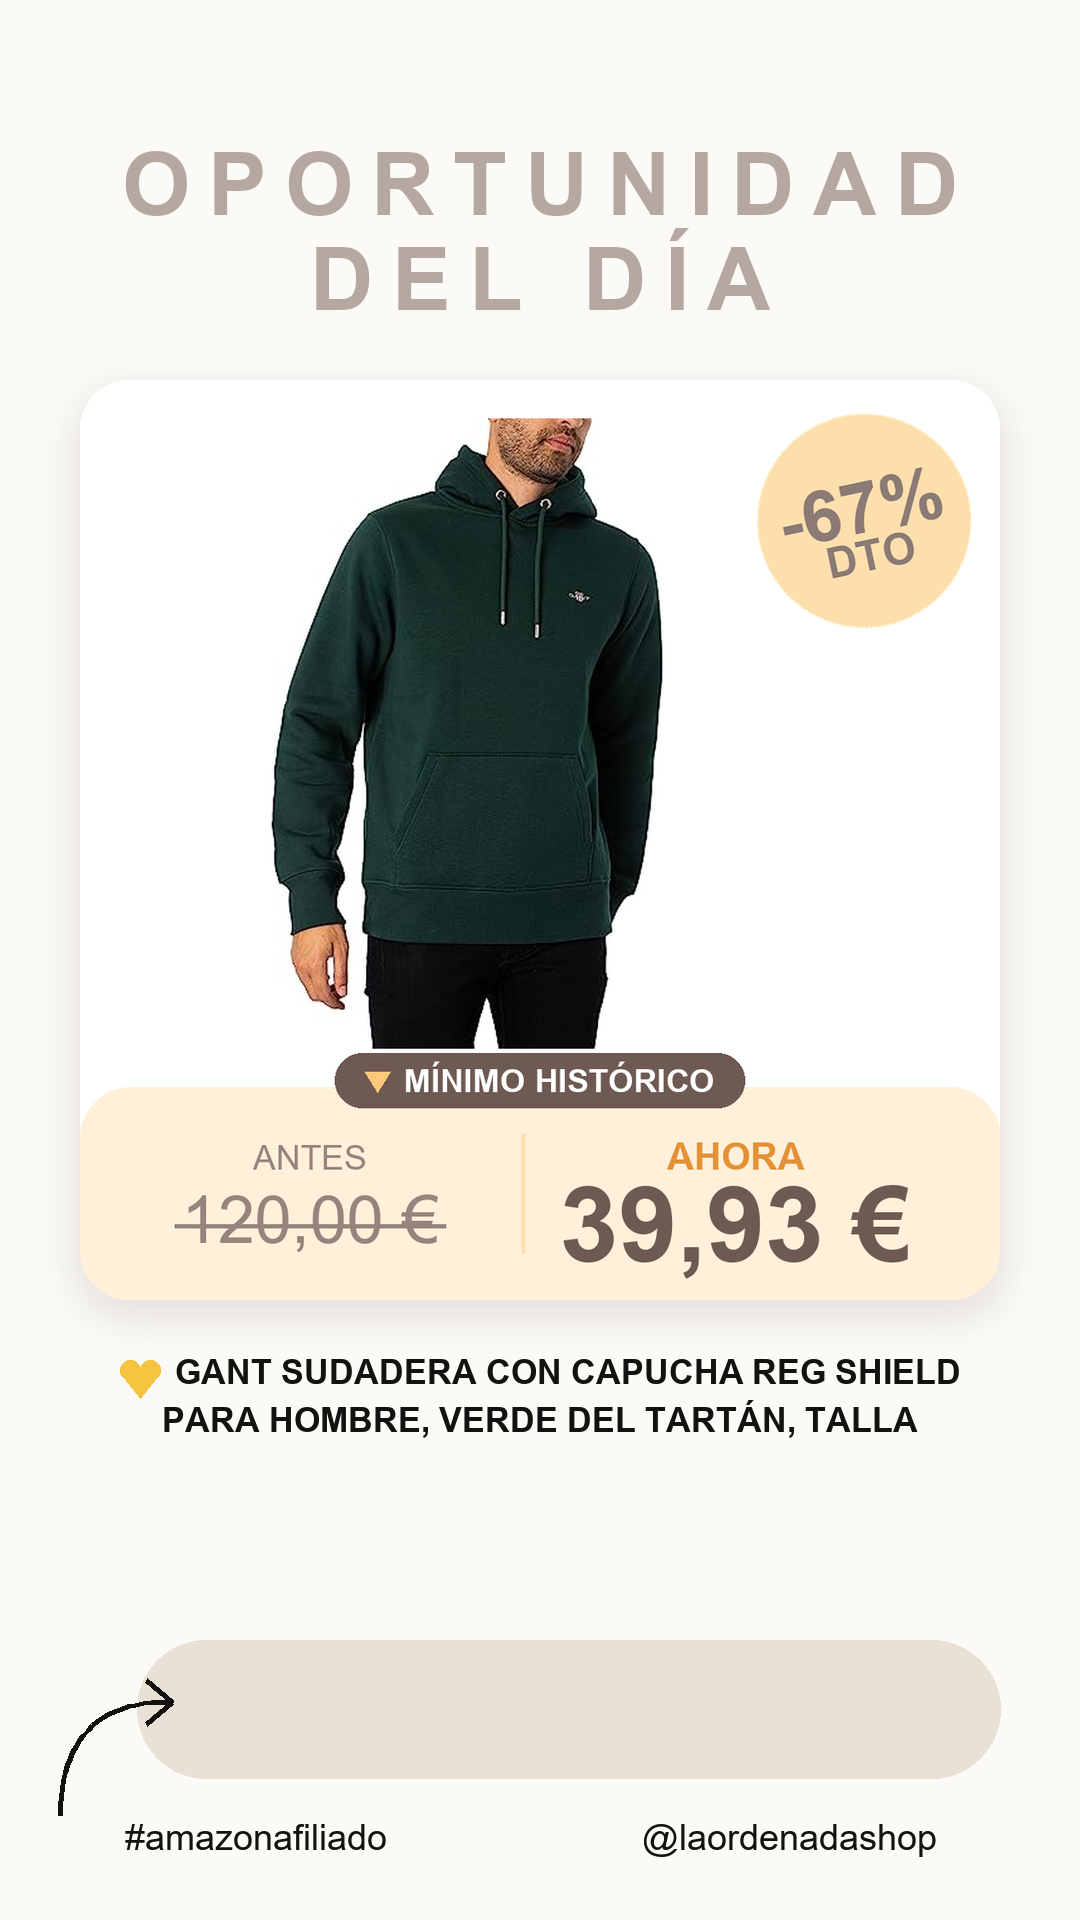 OPORTUNIDAD
DEL DÍA
-67%
DTO
MÍNIMO HISTÓRICO
ANTES
120,00 €
AHORA
39,93 €
GANT SUDADERA CON CAPUCHA REG SHIELD
PARA HOMBRE, VERDE DEL TARTÁN, TALLA
#amazonafiliado
@laordenadashop